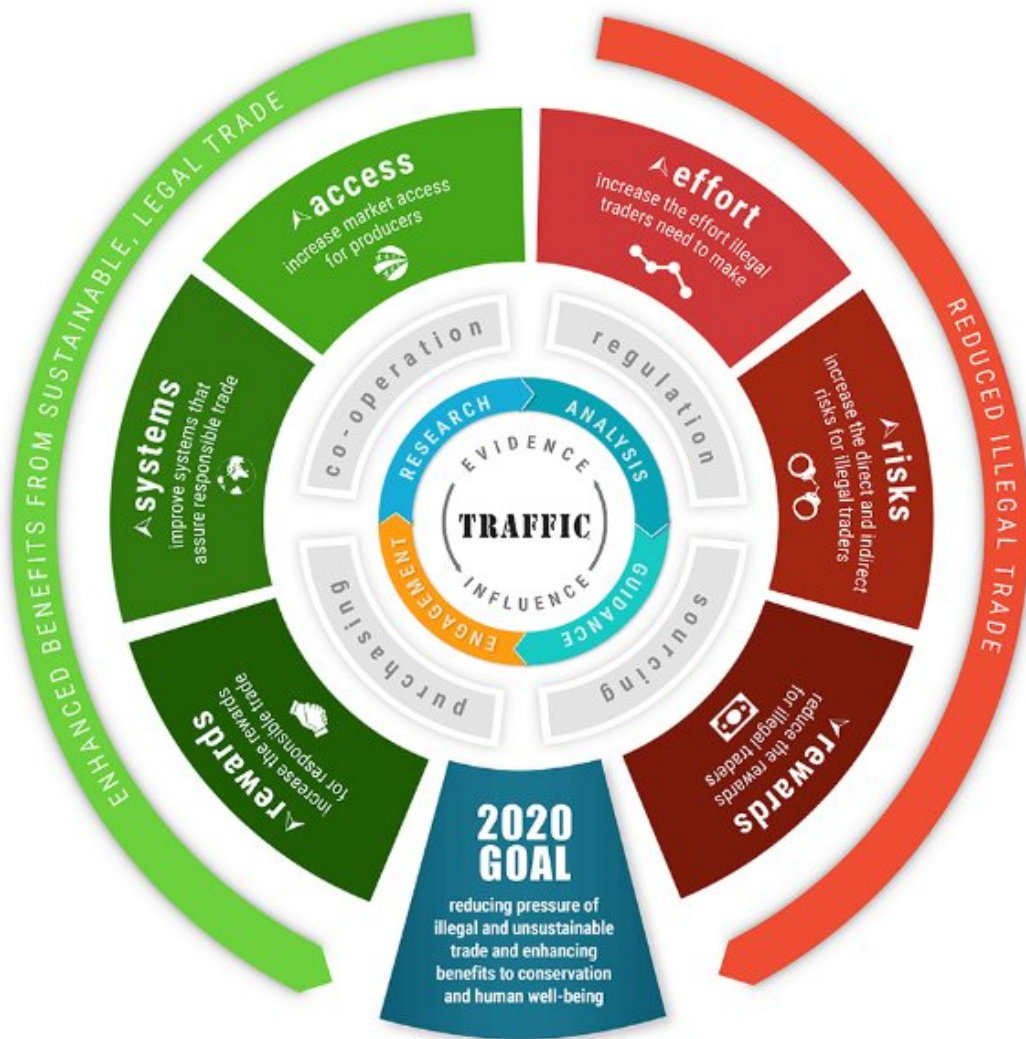 ENHANCED BENEFITS FROM SUSTAINABLE, LEGAL TRADE
REDUCED ILLEGAL TRADE
access
increase market access
for producers
effort
increase the effort illegal
traders need to make
systems
improve systems that
assure responsible trade
risks
increase the direct and indirect
risks for illegal traders
rewards
increase the rewards
for responsible trade
rewards
reduce the rewards
for illegal traders
co-operation
regulation
purchasing
sourcing
RESEARCH
ANALYSIS
GUIDANCE
ENGAGEMENT
EVIDENCE
TRAFFIC
INFLUENCE
2020
GOAL
reducing pressure of
illegal and unsustainable
trade and enhancing
benefits to conservation
and human well-being